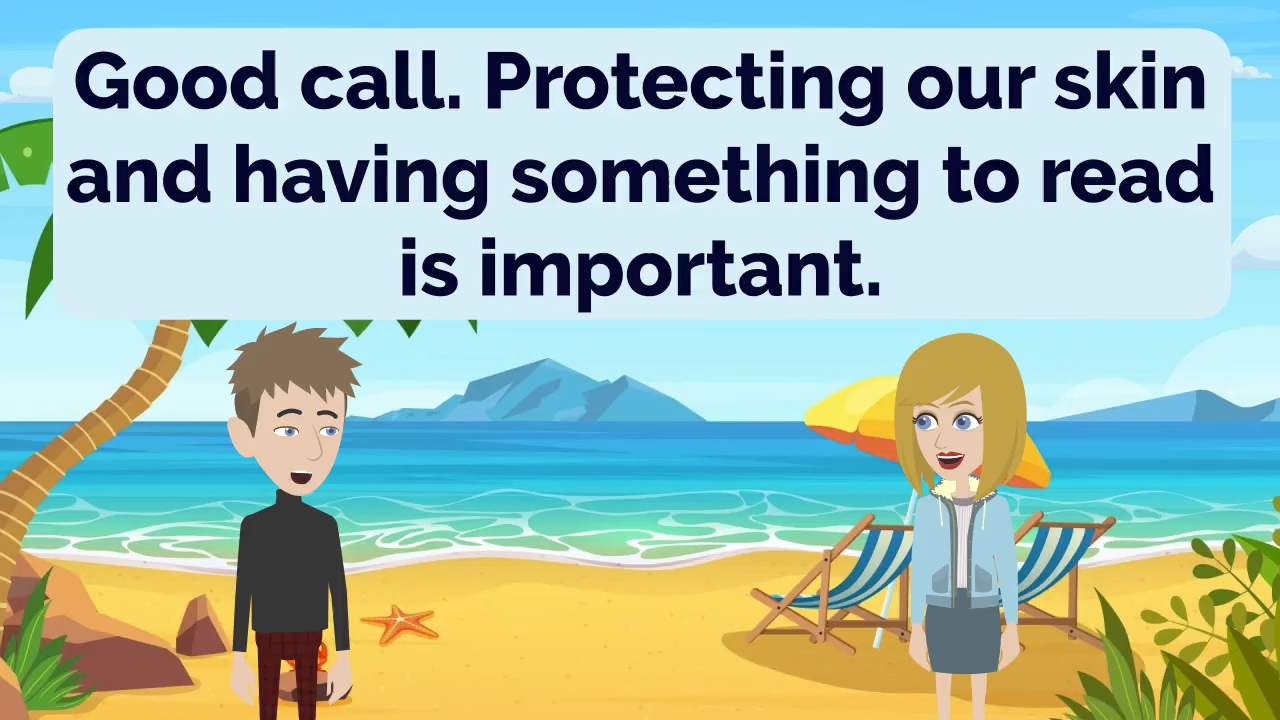 Good call. Protecting our skin
and having something to read
is important.